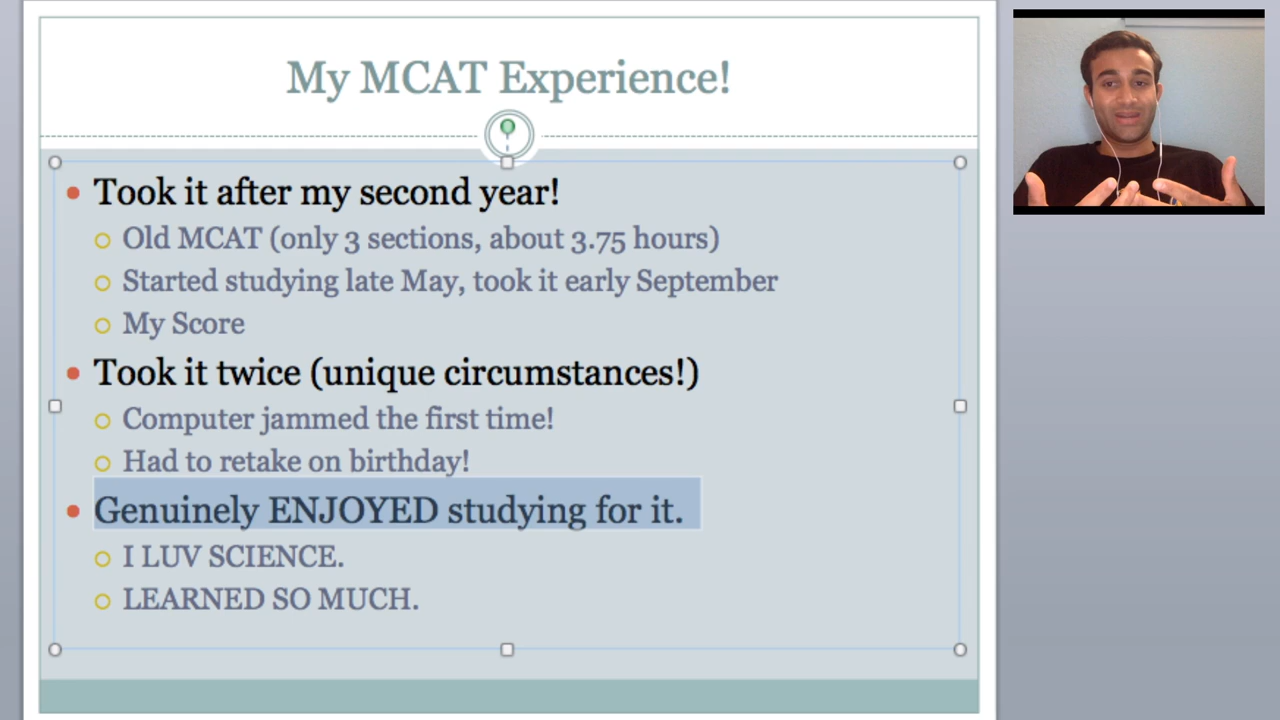 My MCAT Experience!
Took it after my second year!
Old MCAT (only 3 sections, about 3.75 hours)
Started studying late May, took it early September
My Score
Took it twice (unique circumstances!)
Computer jammed the first time!
Had to retake on birthday!
Genuinely ENJOYED studying for it.
I LUV SCIENCE.
LEARNED SO MUCH.